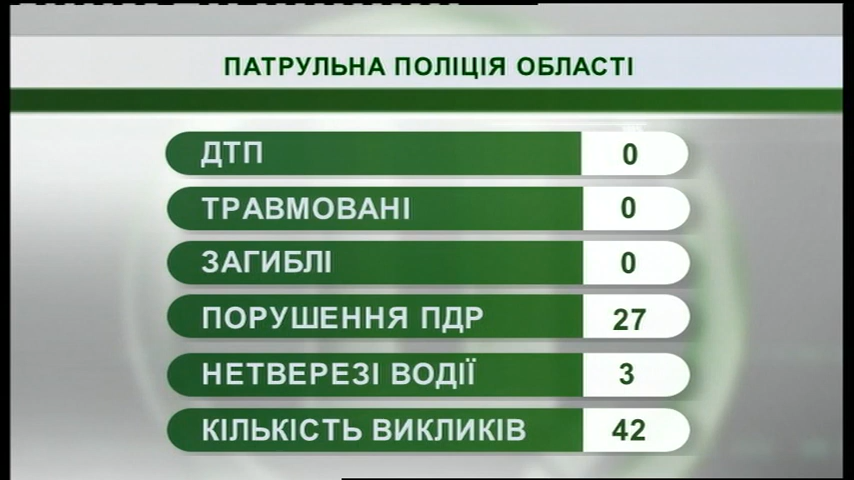 ПАТРУЛЬНА ПОЛІЦІЯ ОБЛАСТІ
ДТП 0
ТРАВМОВАНІ 0
ЗАГИБЛІ 0
ПОРУШЕННЯ ПДР 27
НЕТВЕРЕЗІ ВОДІЇ 3
КІЛЬКІСТЬ ВИКЛИКІВ 42